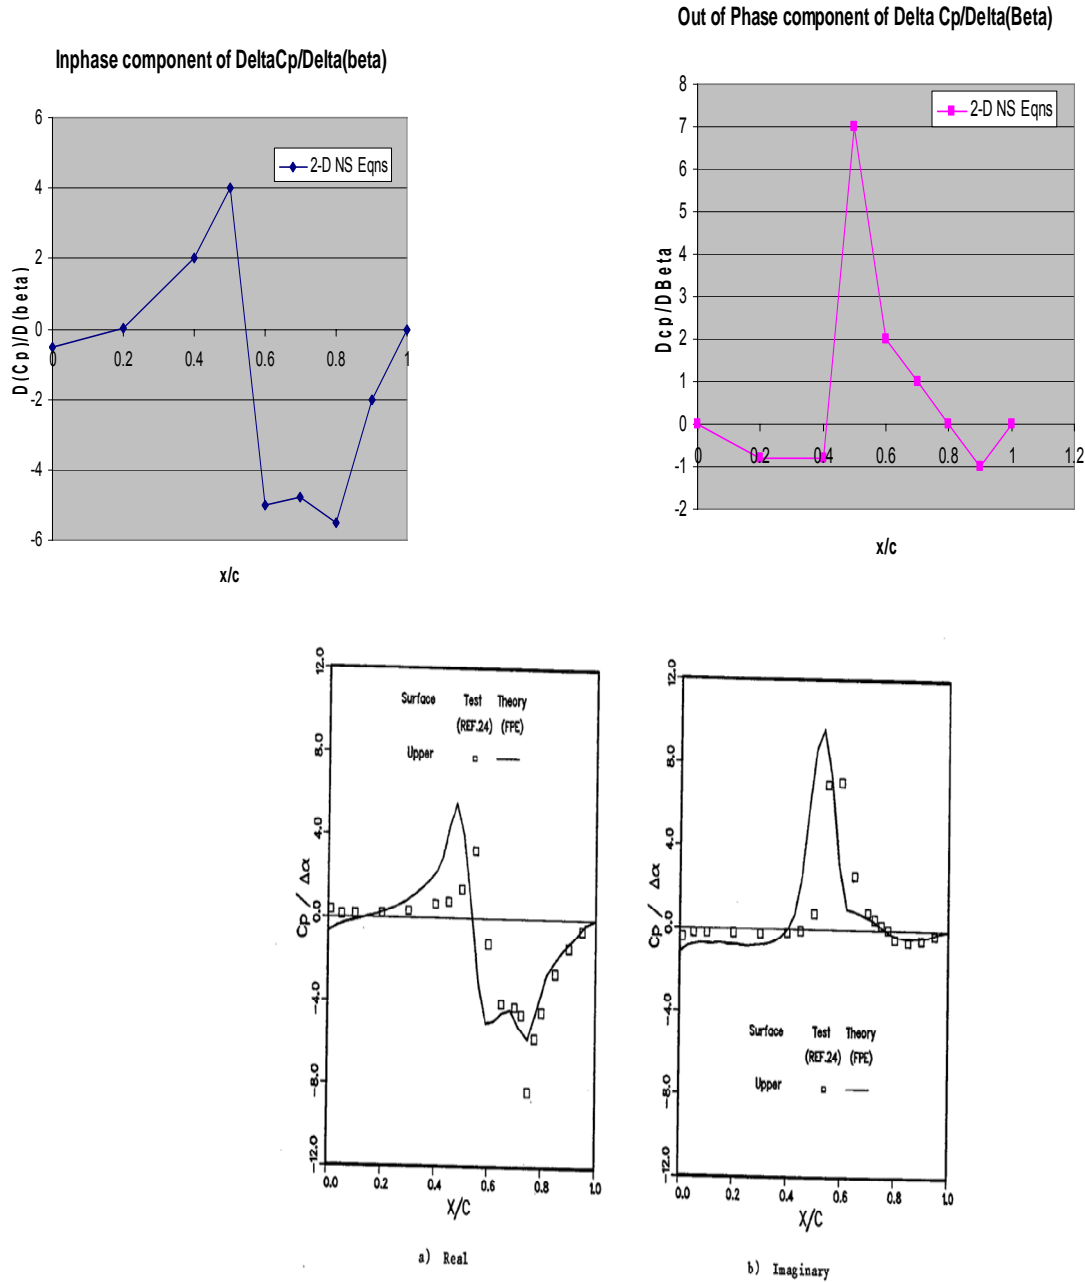 Inphase component of DeltaCp/Delta(beta)
6
4
2
0
-2
-4
-6
D(Cp)/D(beta)
2-D NS Eqns
0
0.2
0.4
0.6
0.8
1
x/c
Out of Phase component of Delta Cp/Delta(Beta)
8
7
6
5
4
3
2
1
0
-1
-2
Dcp/DBeta
2-D NS Eqns
0
0.2
0.4
0.6
0.8
1
1.2
x/c
12.0
8.0
4.0
0.0
-4.0
-8.0
-12.0
Cp / Δα
Surface Test Theory
(REF.24) (FPE)
Upper
0.0 0.2 0.4 0.6 0.8 1.0
X/C
a) Real
12.0
8.0
4.0
0.0
-4.0
-8.0
-12.0
Cp / Δα
Surface Test Theory
(REF.24) (FPE)
Upper
0.0 0.2 0.4 0.6 0.8 1.0
X/C
b) Imaginary